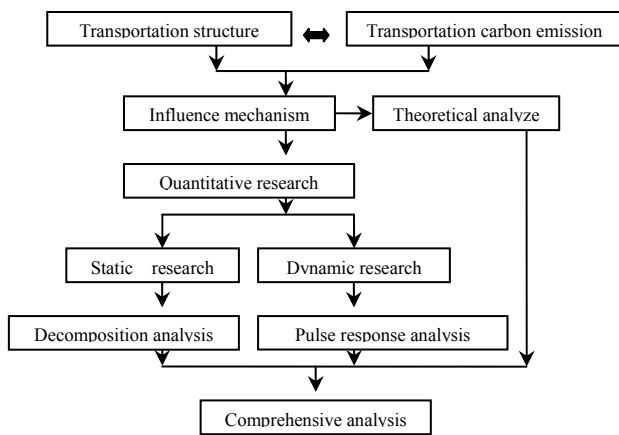 Transportation structure
Transportation carbon emission
Influence mechanism
Theoretical analyze
Quantitative research
Static research
Dynamic research
Decomposition analysis
Pulse response analysis
Comprehensive analysis